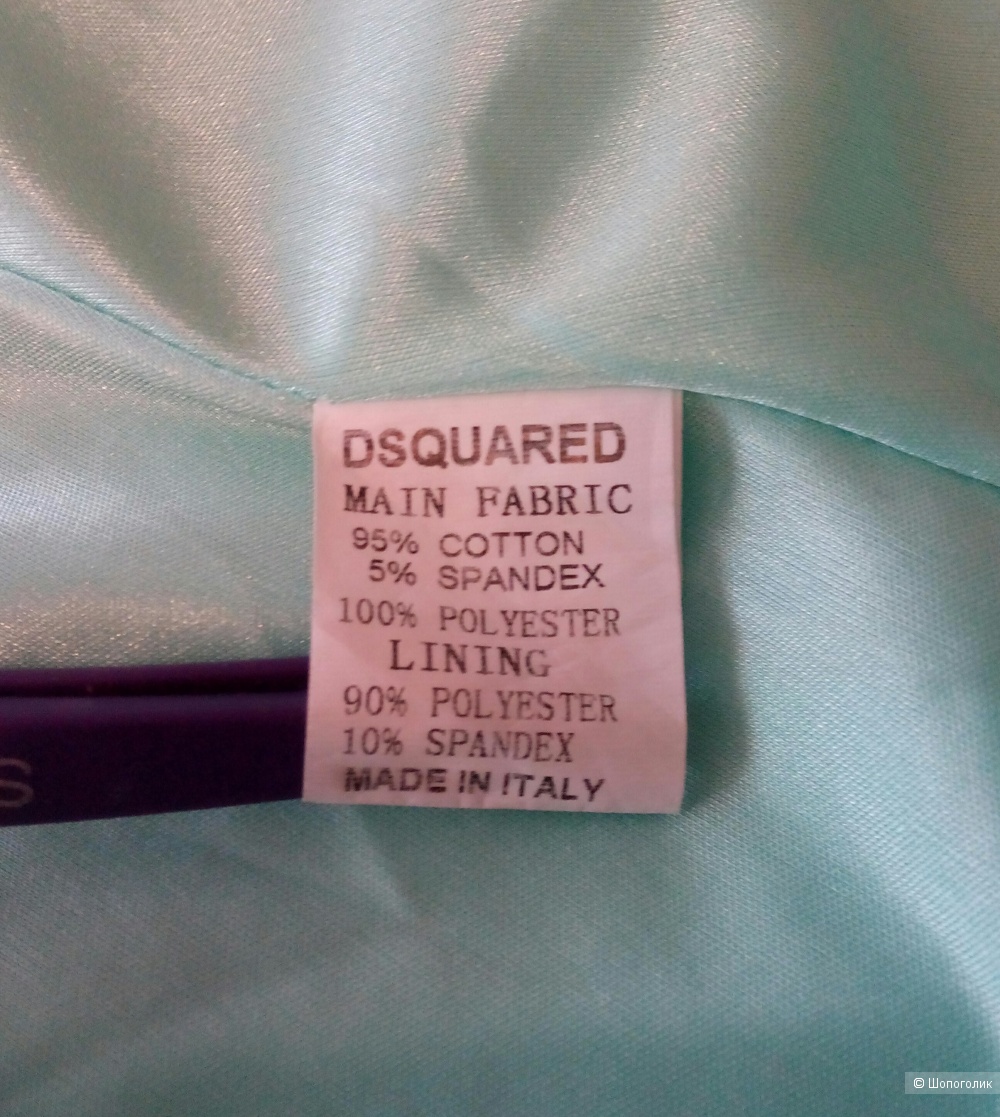 DSQUARED
MAIN FABRIC
95% COTTON
5% SPANDEX
100% POLYESTER
LINING
90% POLYESTER
10% SPANDEX
MADE IN ITALY
S
© Шопоголик